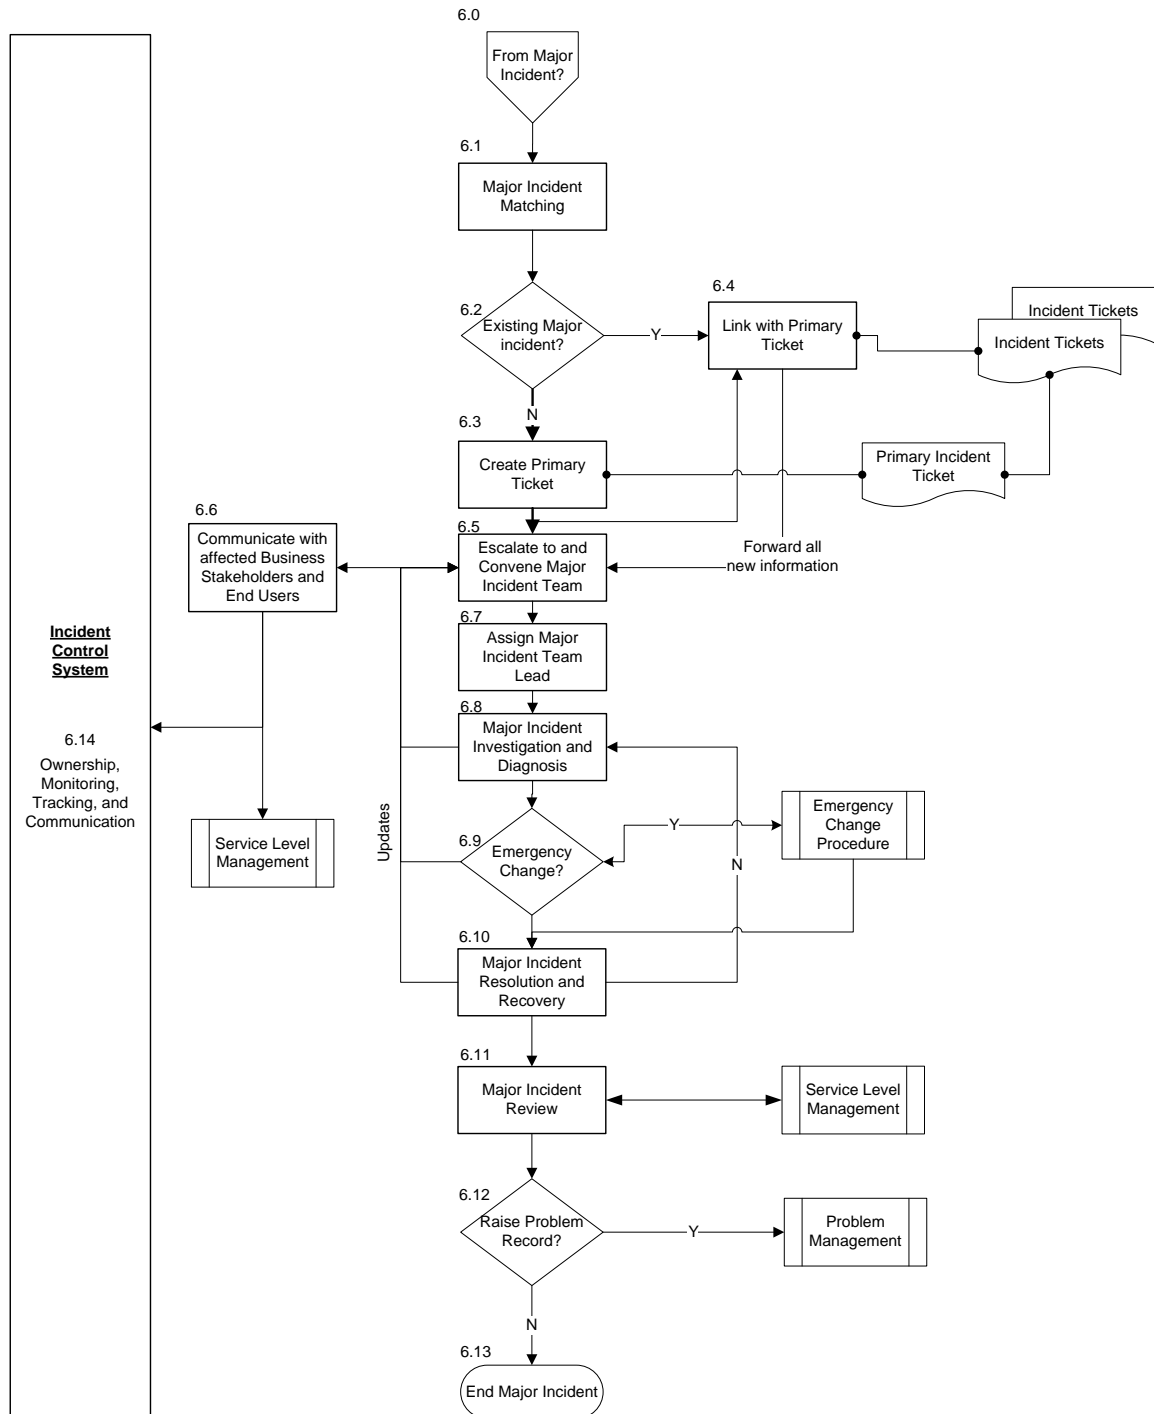 6.0
From Major
Incident?
6.1
Major Incident
Matching
6.2
Existing Major
incident?
Y
6.4
Link with Primary
Ticket
Incident Tickets
Incident Tickets
N
6.3
Create Primary
Ticket
Primary Incident
Ticket
6.6
Communicate with
affected Business
Stakeholders and
End Users
6.5
Escalate to and
Convene Major
Incident Team
Forward all
new information
6.7
Assign Major
Incident Team
Lead
Incident
Control
System
6.14
Ownership,
Monitoring,
Tracking, and
Communication
6.8
Major Incident
Investigation and
Diagnosis
Service Level
Management
Updates
6.9
Emergency
Change?
Y
Emergency
Change
Procedure
N
6.10
Major Incident
Resolution and
Recovery
6.11
Major Incident
Review
Service Level
Management
6.12
Raise Problem
Record?
Y
Problem
Management
N
6.13
End Major Incident